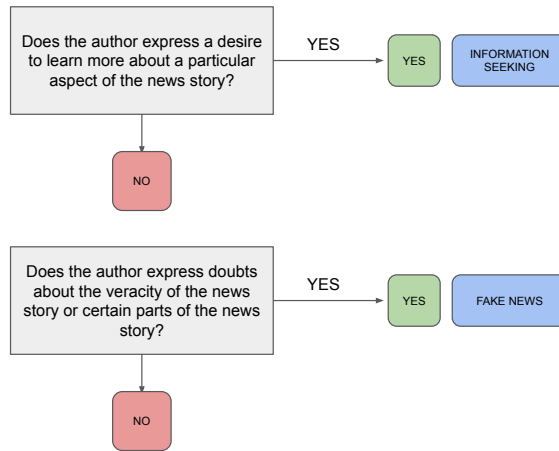 Does the author express a desire
to learn more about a particular
aspect of the news story?
YES
YES
INFORMATION
SEEKING
NO
Does the author express doubts
about the veracity of the news
story or certain parts of the news
story?
YES
YES
FAKE NEWS
NO